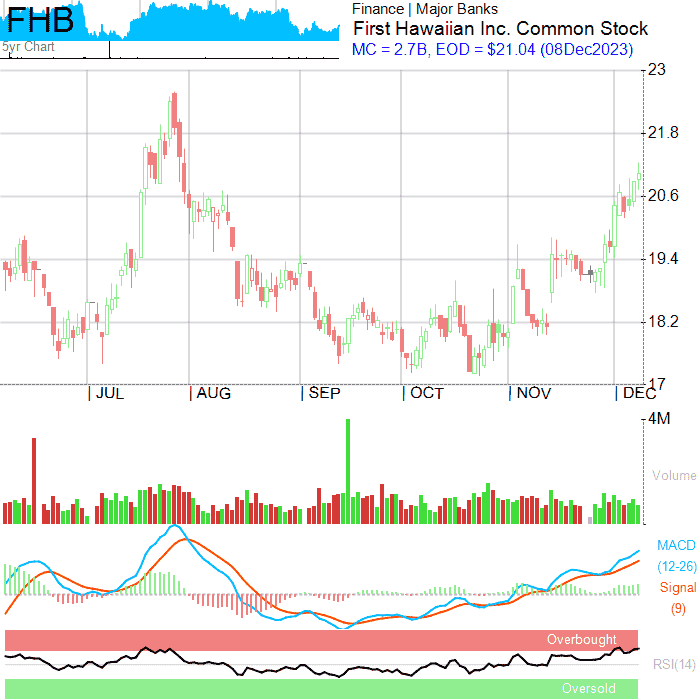 FHB
5yr Chart
Finance | Major Banks
First Hawaiian Inc. Common Stock
MC = 2.7B, EOD = $21.04 (08Dec2023)
23
21.8
20.6
19.4
18.2
17
JUL AUG SEP OCT NOV DEC
4M
Volume
MACD
(12-26)
Signal
(9)
Overbought
RSI(14)
Oversold